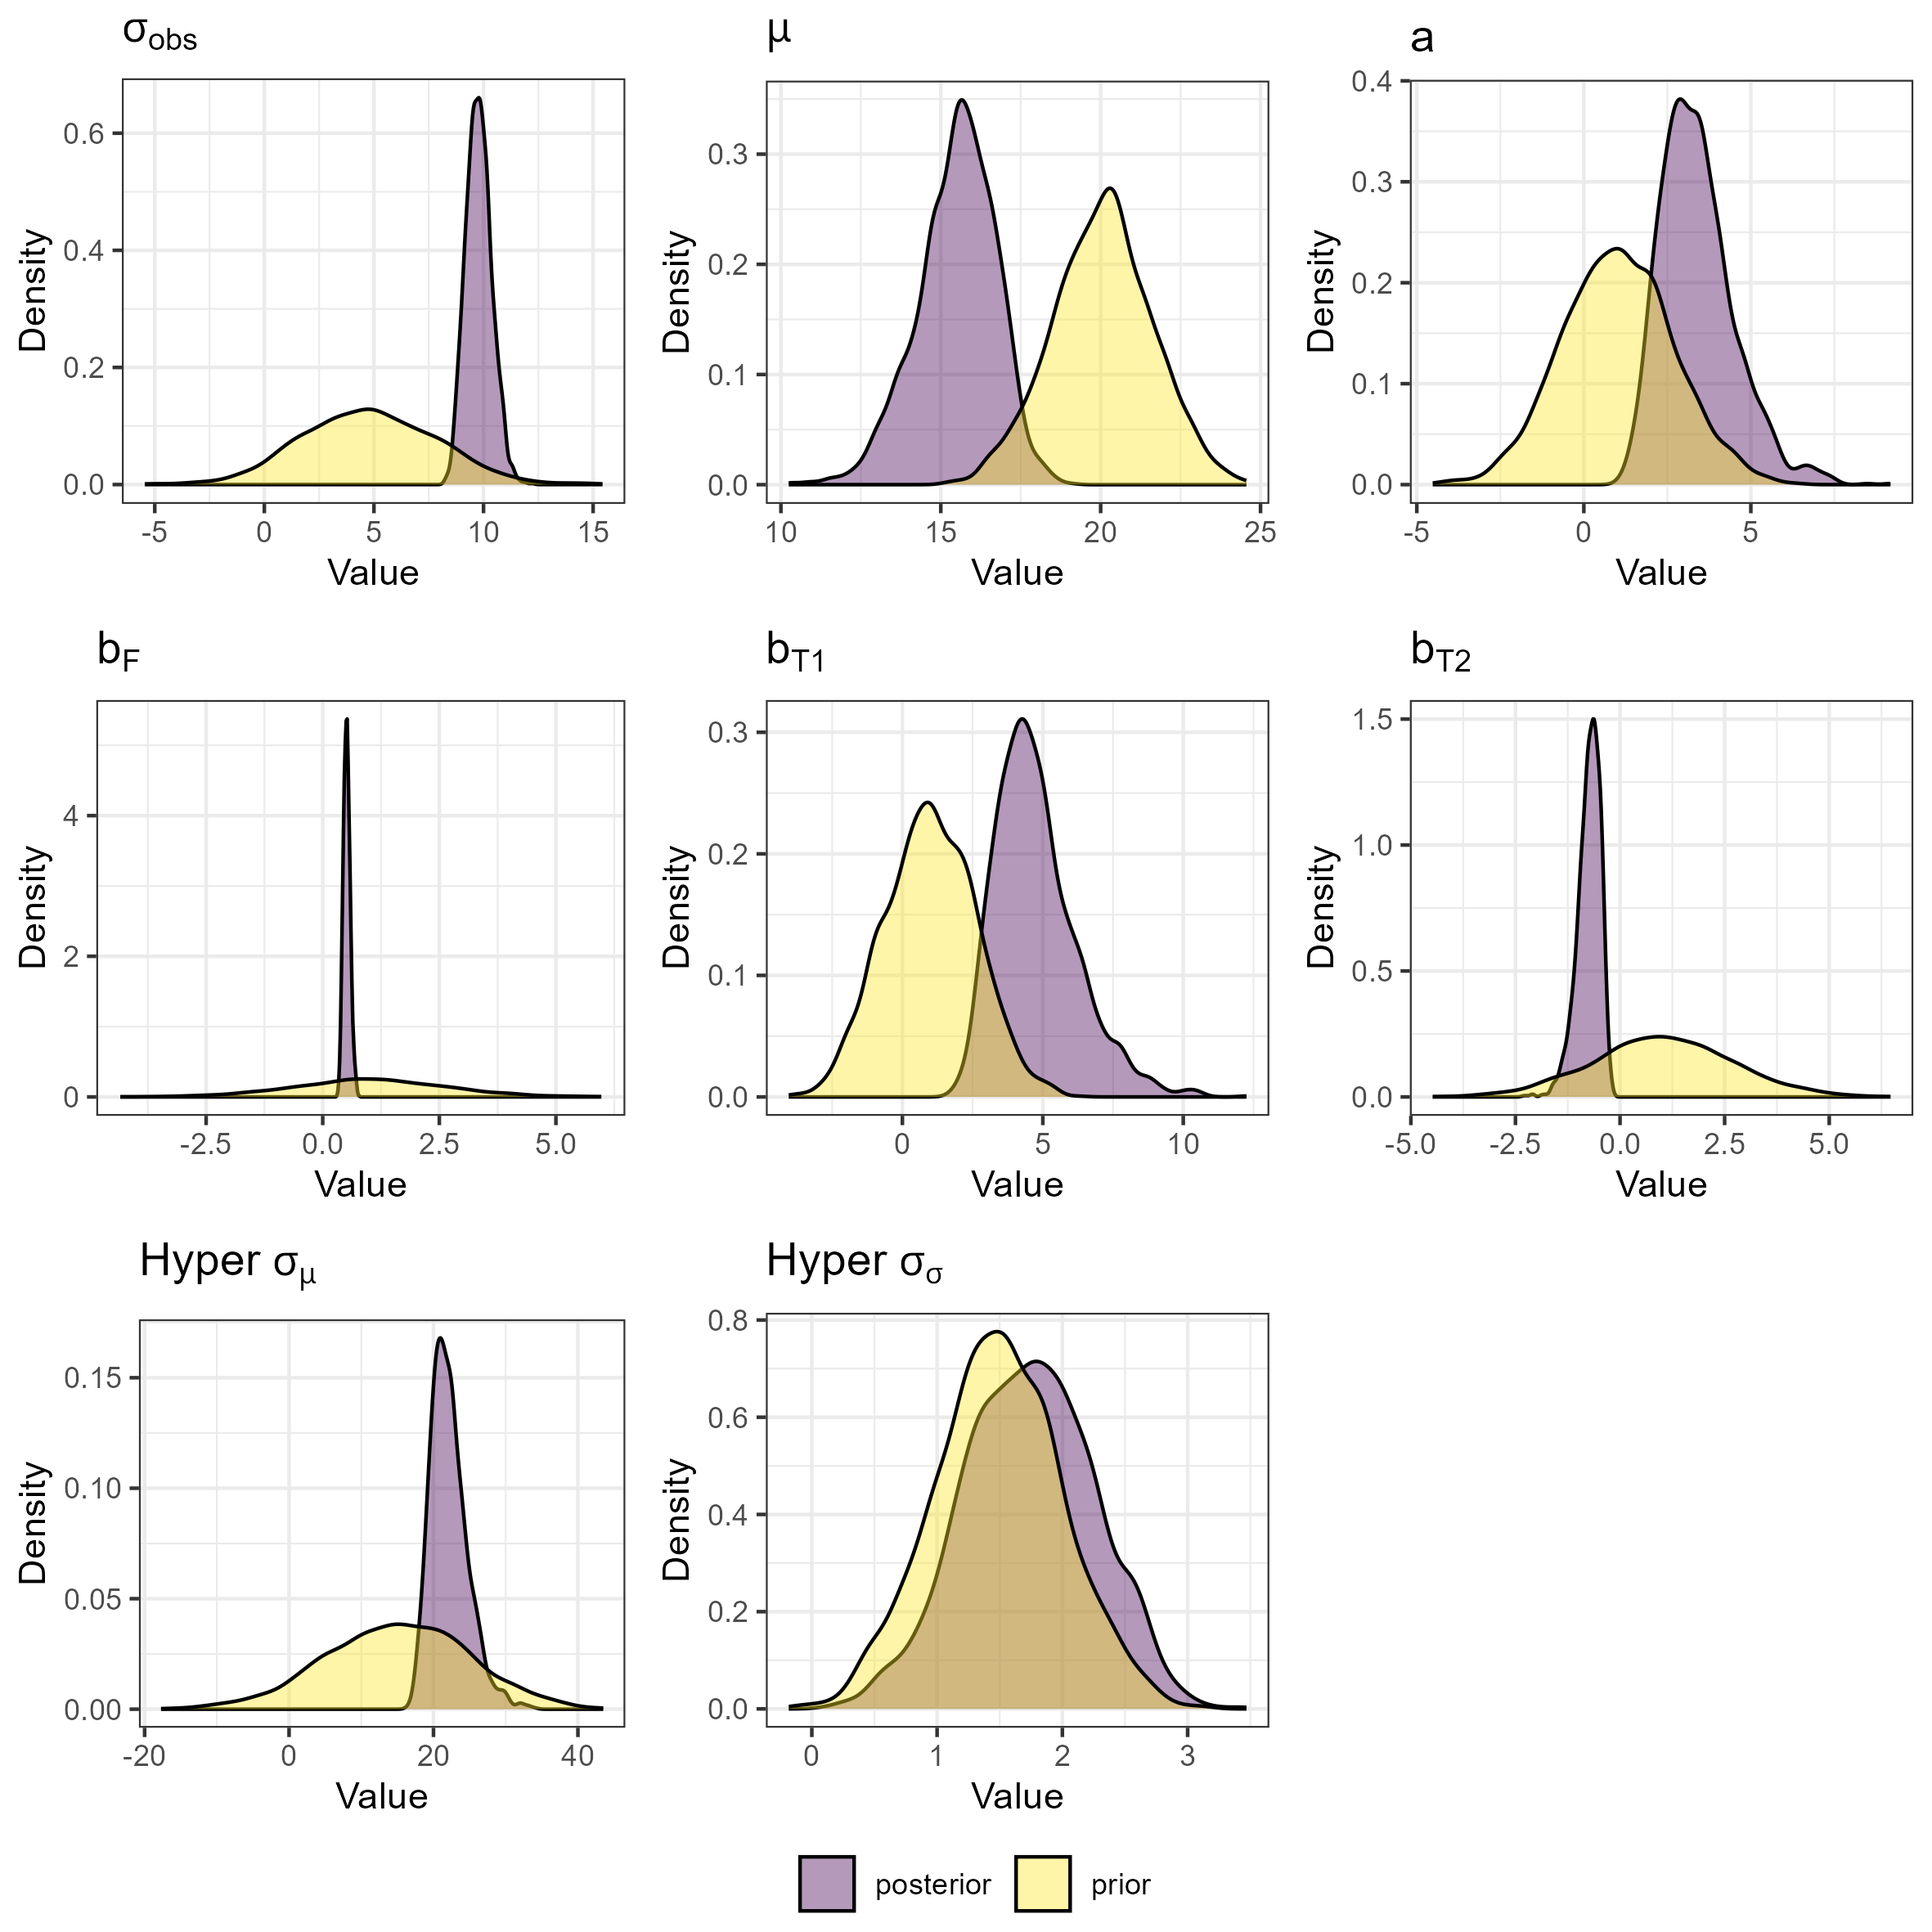 σobs
μ
a
Density
0.6
0.4
0.2
0.0
-5 0 5 10 15
Value
Density
0.3
0.2
0.1
0.0
10 15 20 25
Value
Density
0.4
0.3
0.2
0.1
0.0
-5 0 5
Value
bF
bT1
bT2
Density
4
2
0
-2.5 0.0 2.5 5.0
Value
Density
0.3
0.2
0.1
0.0
0 5 10
Value
Density
1.5
1.0
0.5
0.0
-5.0 -2.5 0.0 2.5 5.0
Value
Hyper σμ
Hyper σσ
Density
0.15
0.10
0.05
0.00
-20 0 20 40
Value
Density
0.8
0.6
0.4
0.2
0.0
0 1 2 3
Value
posterior prior